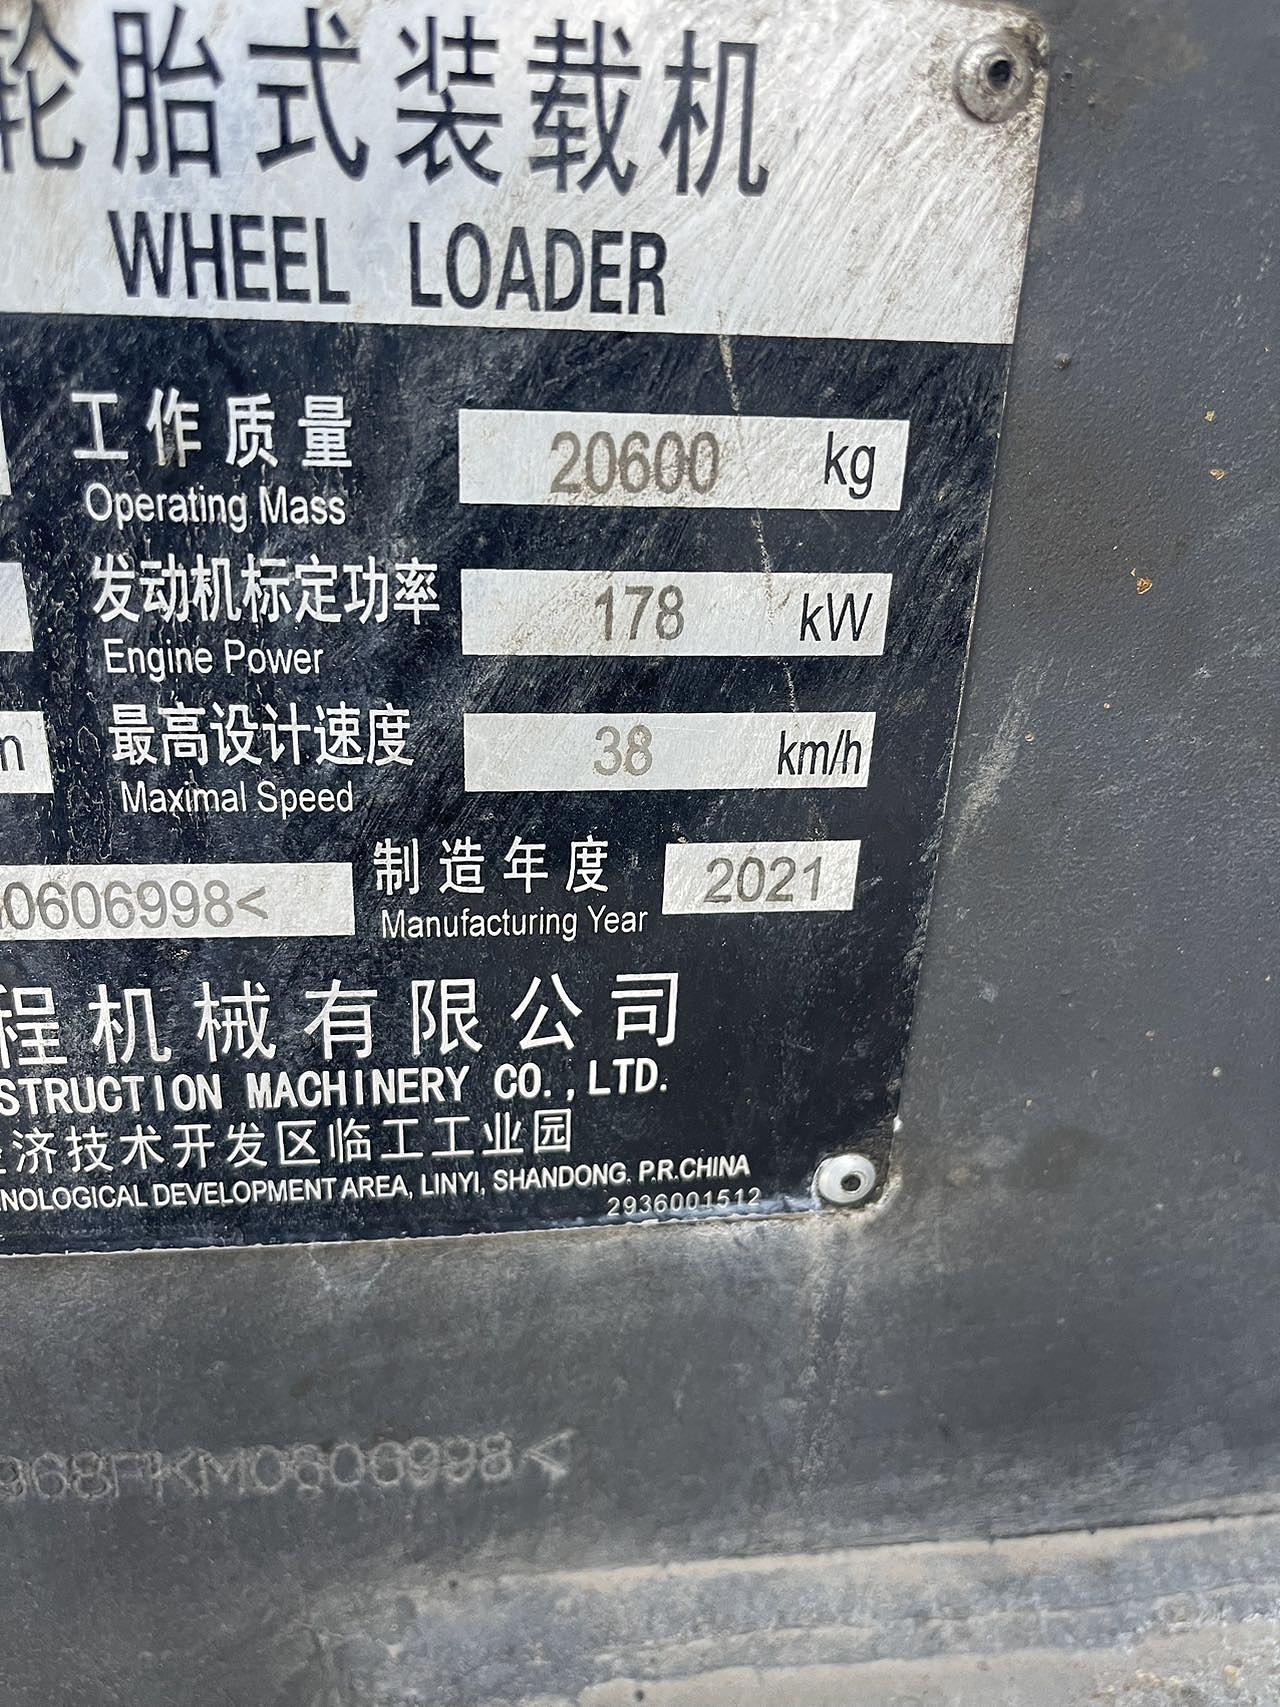 轮胎式装载机
WHEEL LOADER
工作质量 20600 kg
Operating Mass
发动机标定功率 178 kW
Engine Power
m 最高设计速度 38 km/h
Maximal Speed
0606998< 制造年度 2021
Manufacturing Year
程机械有限公司
STRUCTION MACHINERY CO.,LTD.
济技术开发区临工工业园
NOLOGICAL DEVELOPMENT AREA, LINYI, SHANDONG. P.R.CHINA
2936001512
968FKM0606998<